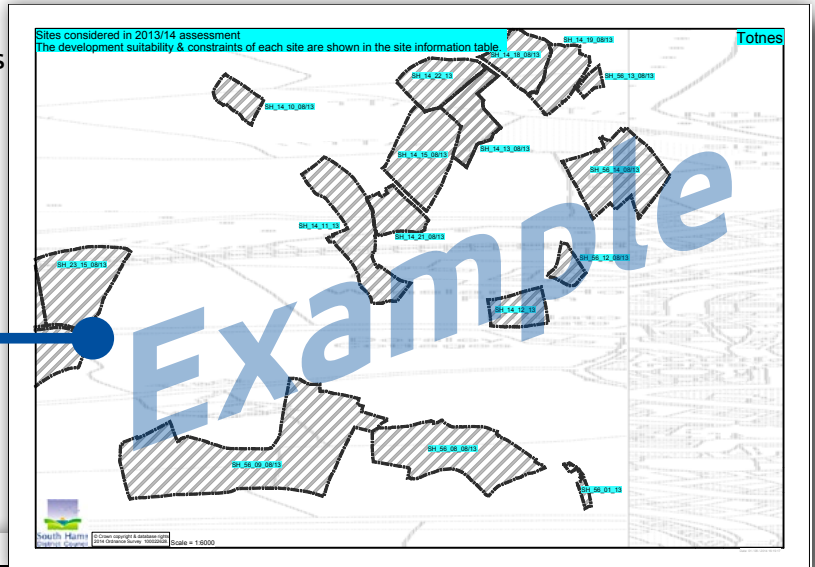 s
Sites considered in 2013/14 assessment
The development suitability & constraints of each site are shown in the site information table.
Totnes
SH_14_19_08/13
SH_14_18_08/13
SH_14_22_13
SH_56_13_08/13
SH_14_10_08/13
SH_14_13_08/13
SH_14_15_08/13
SH_56_14_08/13
SH_14_11_13
SH_14_21_08/13
SH_56_12_08/13
SH_23_15_08/13
SH_14_12_13
Example
SH_56_08_08/13
SH_56_09_08/13
SH_56_01_13
South Hams
District Council
© Crown copyright & database rights
2014 Ordnance Survey 100022628
Scale = 1:6000